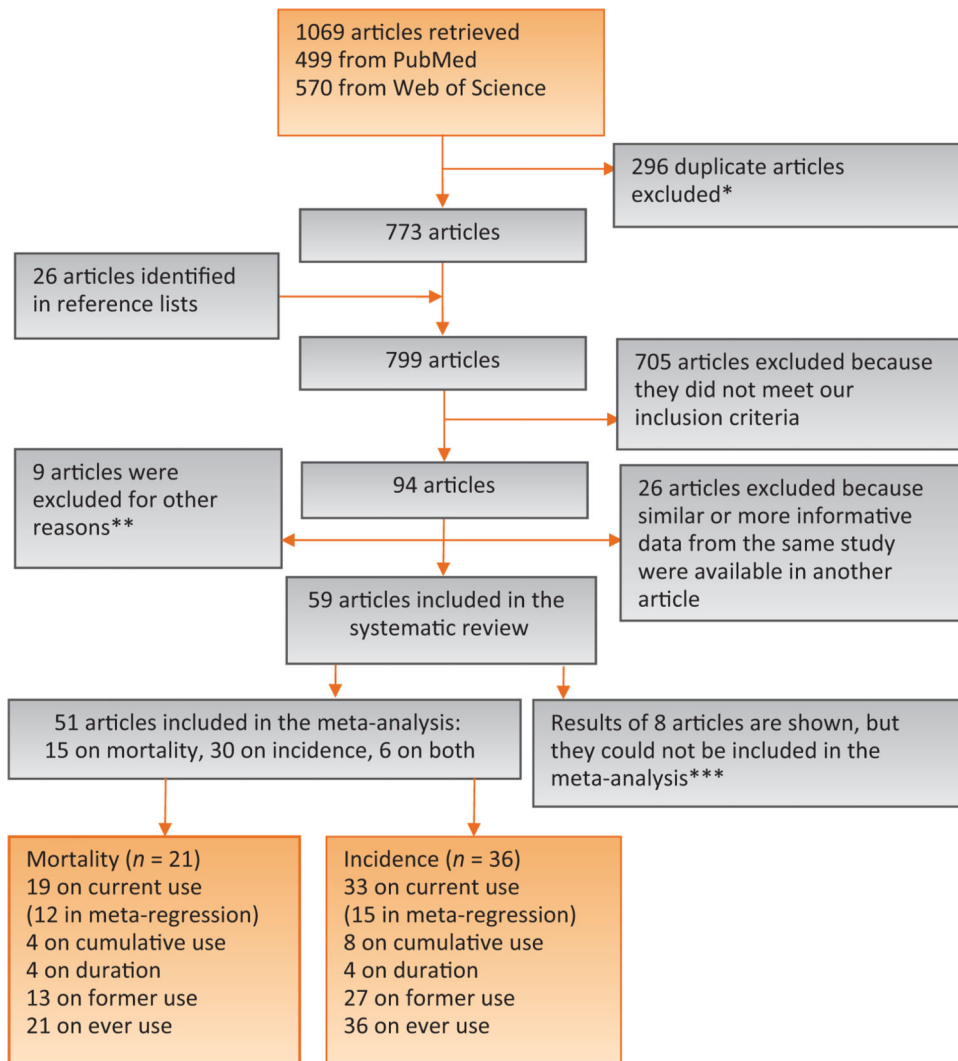 1069 articles retrieved
499 from PubMed
570 from Web of Science
296 duplicate articles
excluded*
773 articles
26 articles identified
in reference lists
799 articles
705 articles excluded because
they did not meet our
inclusion criteria
94 articles
9 articles were
excluded for other
reasons**
26 articles excluded because
similar or more informative
data from the same study
were available in another
article
59 articles included in the
systematic review
51 articles included in the meta-analysis:
15 on mortality, 30 on incidence, 6 on both
Results of 8 articles are shown, but
they could not be included in the
meta-analysis***
Mortality (n = 21)
19 on current use
(12 in meta-regression)
4 on cumulative use
4 on duration
13 on former use
21 on ever use
Incidence (n = 36)
33 on current use
(15 in meta-regression)
8 on cumulative use
4 on duration
27 on former use
36 on ever use